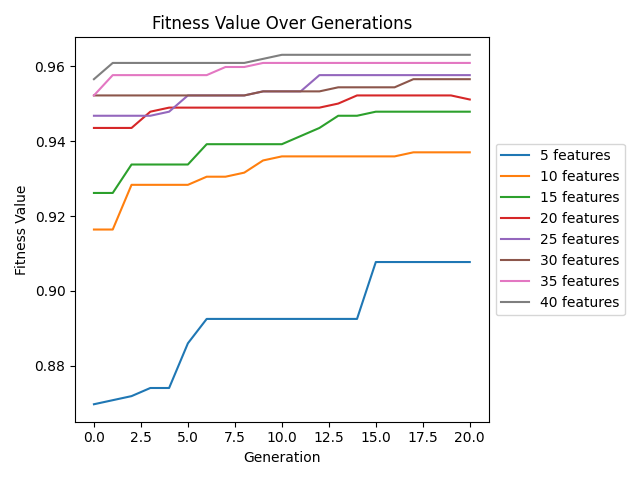 Fitness Value Over Generations
Fitness Value
0.96
0.94
0.92
0.90
0.88
0.0 2.5 5.0 7.5 10.0 12.5 15.0 17.5 20.0
Generation
5 features
10 features
15 features
20 features
25 features
30 features
35 features
40 features